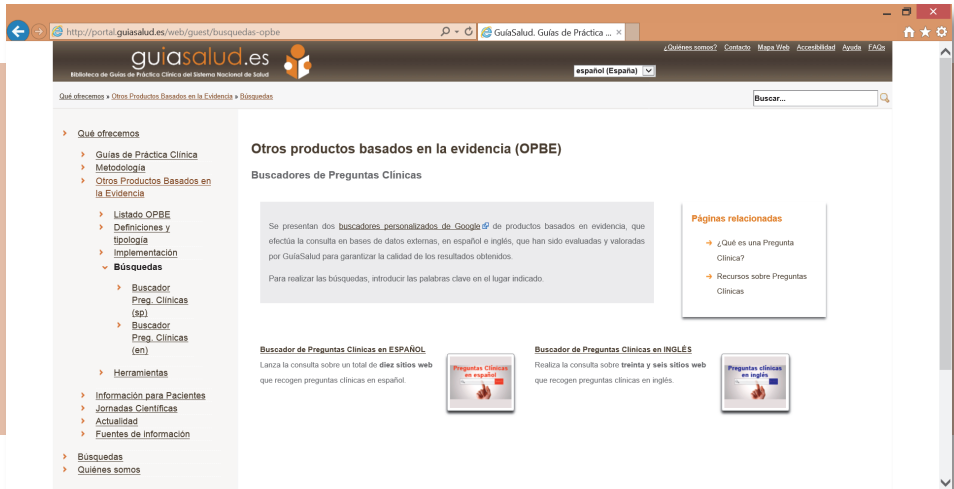 http://portal.guiasalud.es/web/guest/busquedas-opbe
GuíaSalud. Guías de Práctica ...
guiasalud.es
Biblioteca de Guías de Práctica Clínica del Sistema Nacional de Salud
¿Quiénes somos? Contacto Mapa Web Accesibilidad Ayuda FAQs
español (España)
Qué ofrecemos » Otros Productos Basados en la Evidencia » Búsquedas
Buscar...
Qué ofrecemos
Guías de Práctica Clínica
Metodología
Otros Productos Basados en
la Evidencia
Listado OPBE
Definiciones y
tipología
Implementación
Búsquedas
Buscador
Preg. Clínicas
(sp)
Buscador
Preg. Clínicas
(en)
Herramientas
Información para Pacientes
Jornadas Científicas
Actualidad
Fuentes de información
Búsquedas
Quiénes somos
Otros productos basados en la evidencia (OPBE)
Buscadores de Preguntas Clínicas
Se presentan dos buscadores personalizados de Google de productos basados en evidencia, que
efectúa la consulta en bases de datos externas, en español e inglés, que han sido evaluadas y valoradas
por GuíaSalud para garantizar la calidad de los resultados obtenidos.
Para realizar las búsquedas, introducir las palabras clave en el lugar indicado.
Páginas relacionadas
¿Qué es una Pregunta
Clínica?
Recursos sobre Preguntas
Clínicas
Buscador de Preguntas Clínicas en ESPAÑOL
Lanza la consulta sobre un total de diez sitios web
que recogen preguntas clínicas en español.
Preguntas Clínicas
en español
Buscador de Preguntas Clínicas en INGLÉS
Realiza la consulta sobre treinta y seis sitios web
que recogen preguntas clínicas en inglés.
Preguntas clínicas
en inglés